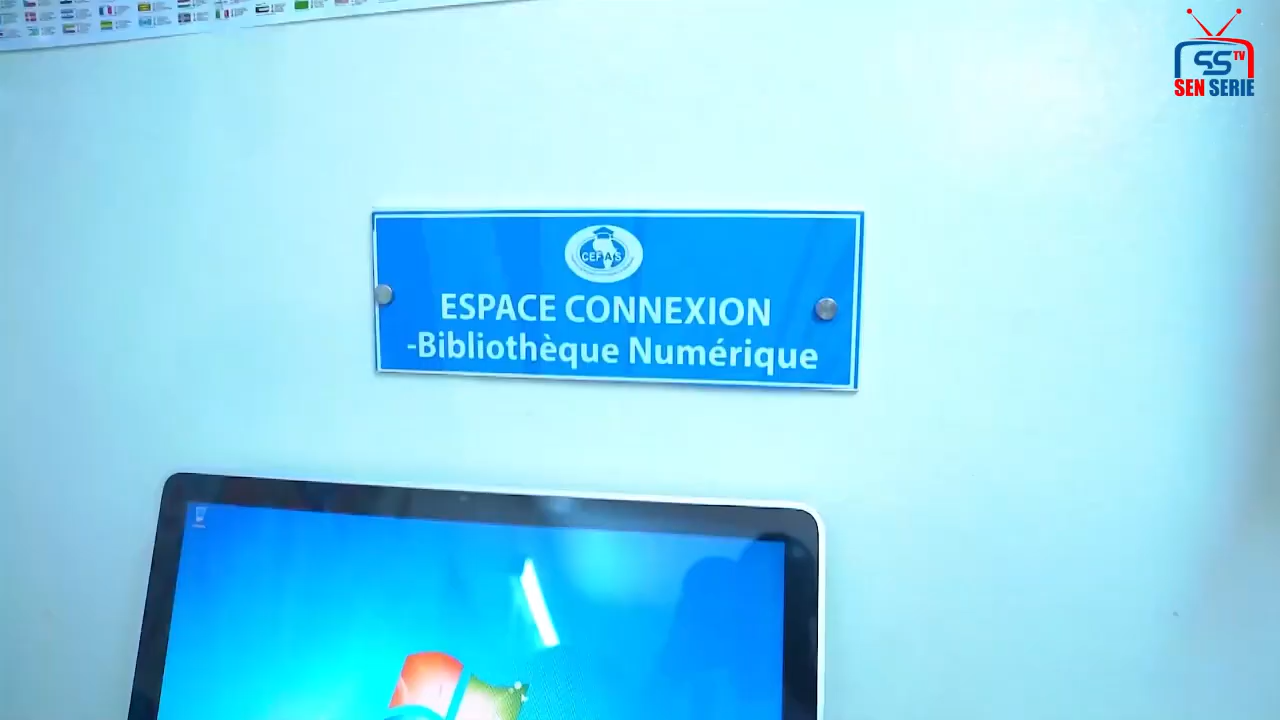 SS TV
SEN SERIE
CEFAS
ESPACE CONNEXION
-Bibliothèque Numérique